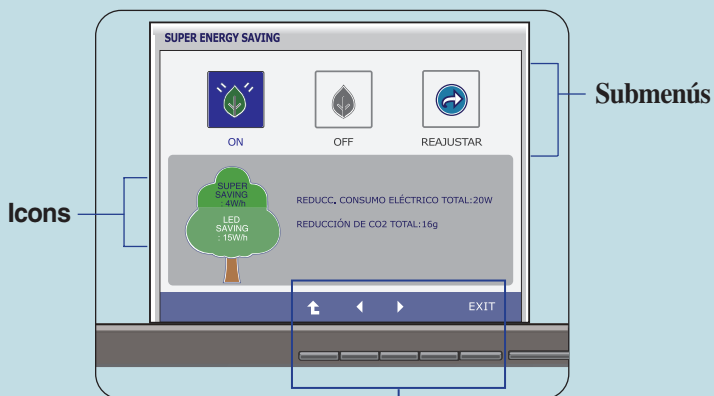 SUPER ENERGY SAVING
ON
OFF
REAJUSTAR
Submenús
Icons
SUPER
SAVING
: 4W/h
LED
SAVING
: 15W/h
REDUCC. CONSUMO ELÉCTRICO TOTAL:20W
REDUCCIÓN DE CO2 TOTAL:16g
EXIT